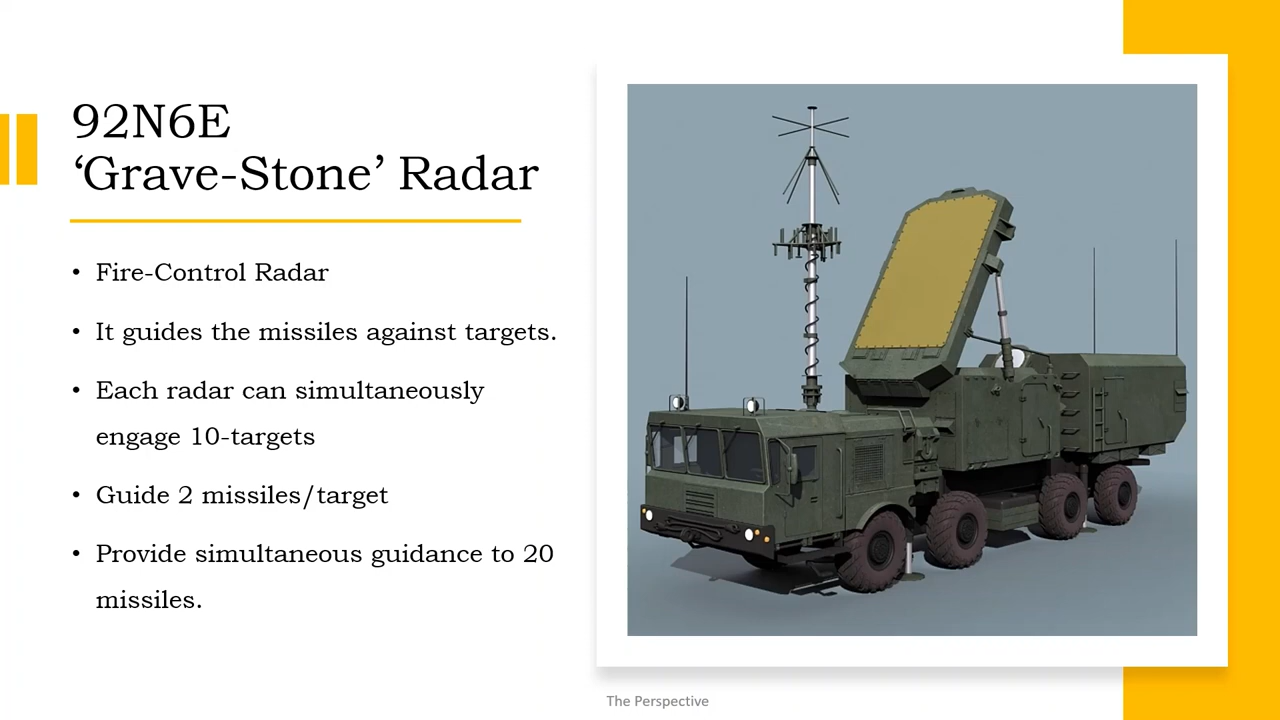 92N6E
‘Grave-Stone’ Radar
• Fire-Control Radar
• It guides the missiles against targets.
• Each radar can simultaneously
engage 10-targets
• Guide 2 missiles/target
• Provide simultaneous guidance to 20
missiles.
The Perspective